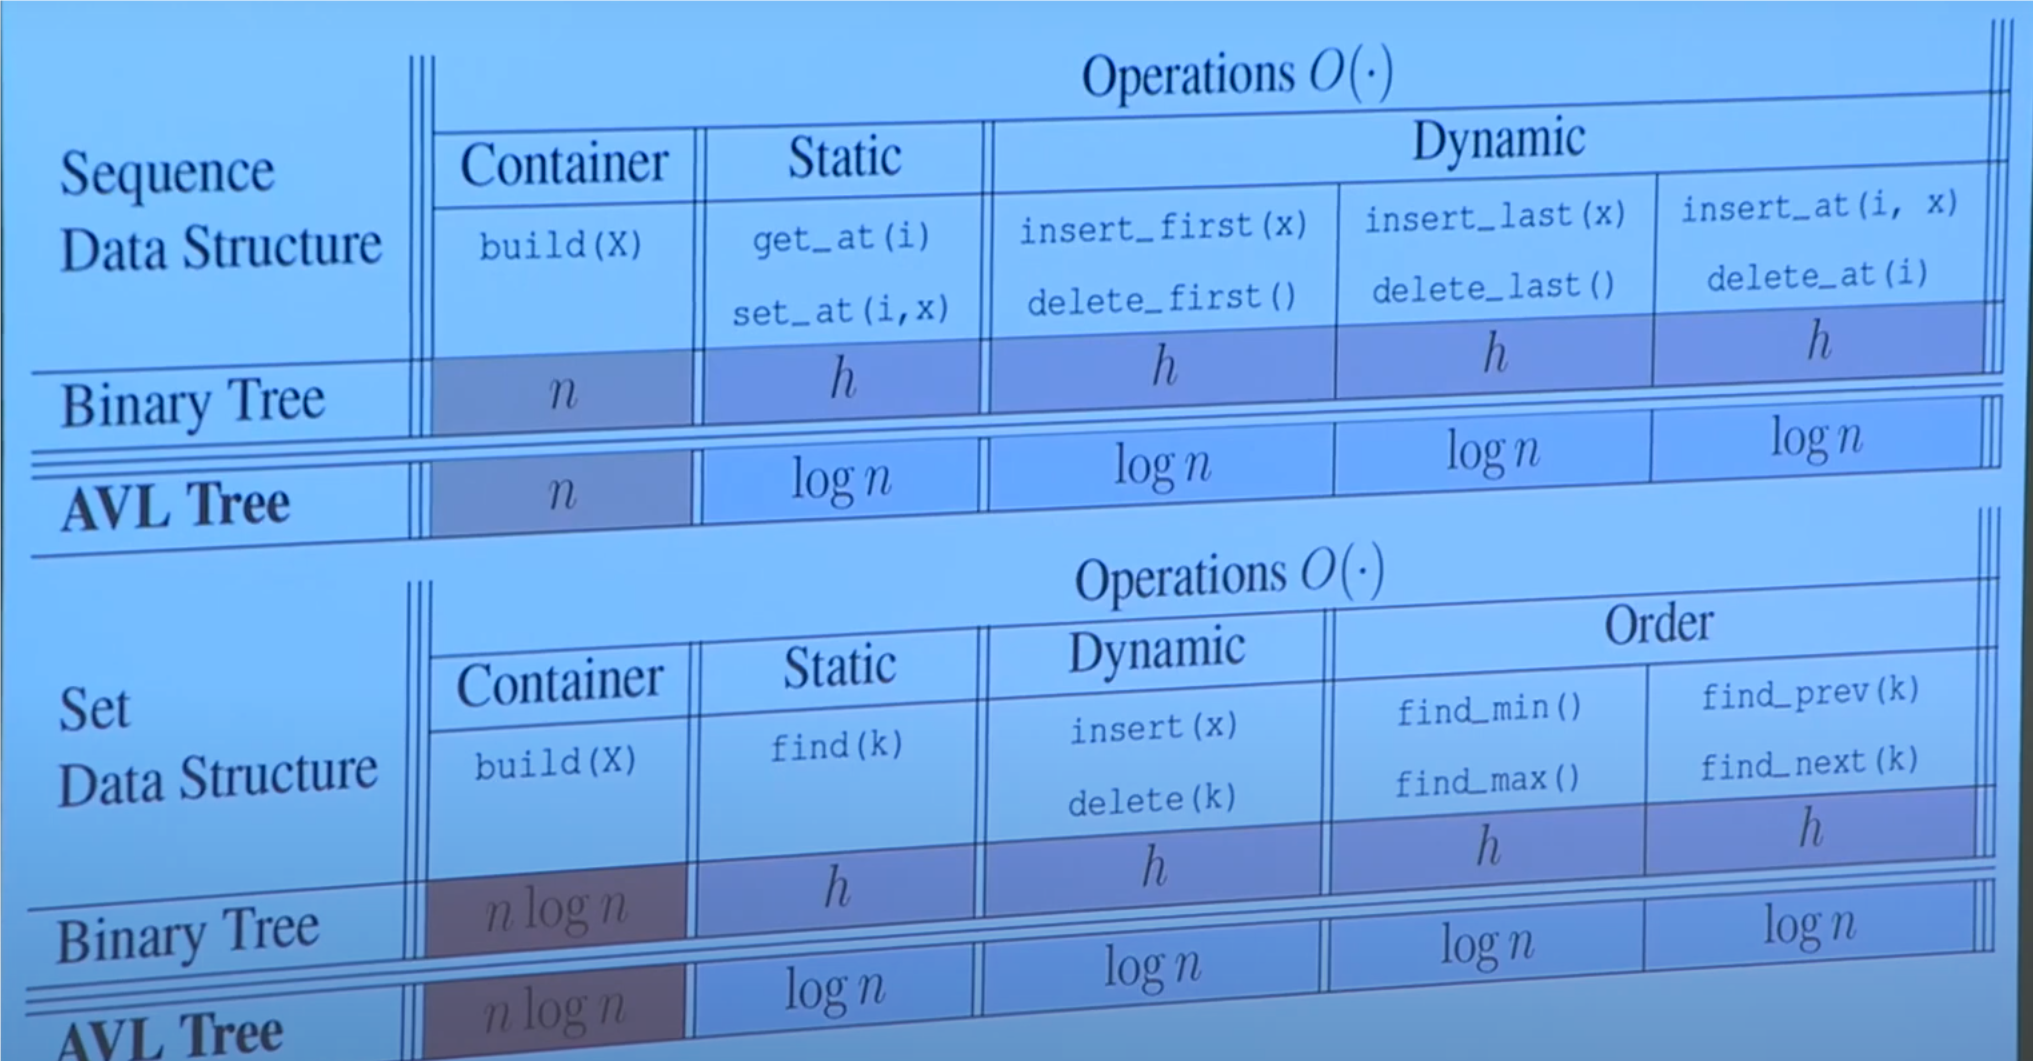 Operations O(·)
Sequence Data Structure
Container Static Dynamic
build(X) get_at(i) insert_first(x) insert_last(x) insert_at(i, x)
set_at(i,x) delete_first() delete_last() delete_at(i)
Binary Tree n h h h h
AVL Tree n log n log n log n log n
Operations O(·)
Set Data Structure
Container Static Dynamic Order
build(X) find(k) insert(x) find_min() find_prev(k)
delete(k) find_max() find_next(k)
Binary Tree n log n h h h h
AVL Tree n log n log n log n log n log n